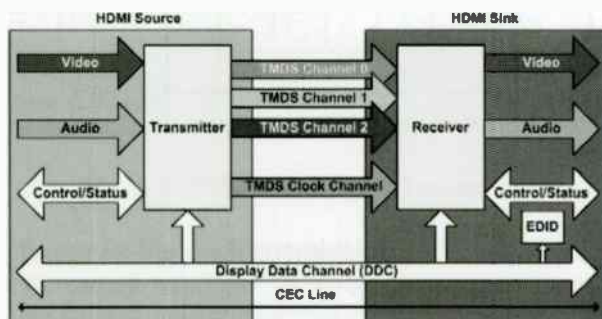 HDMI Source
HDMI Sink
Video
TMDS Channel 0
Video
TMDS Channel 1
Audio
Transmitter
TMDS Channel 2
Receiver
Audio
Control/Status
TMDS Clock Channel
Control/Status
EDID
Display Data Channel (DDC)
CEC Line